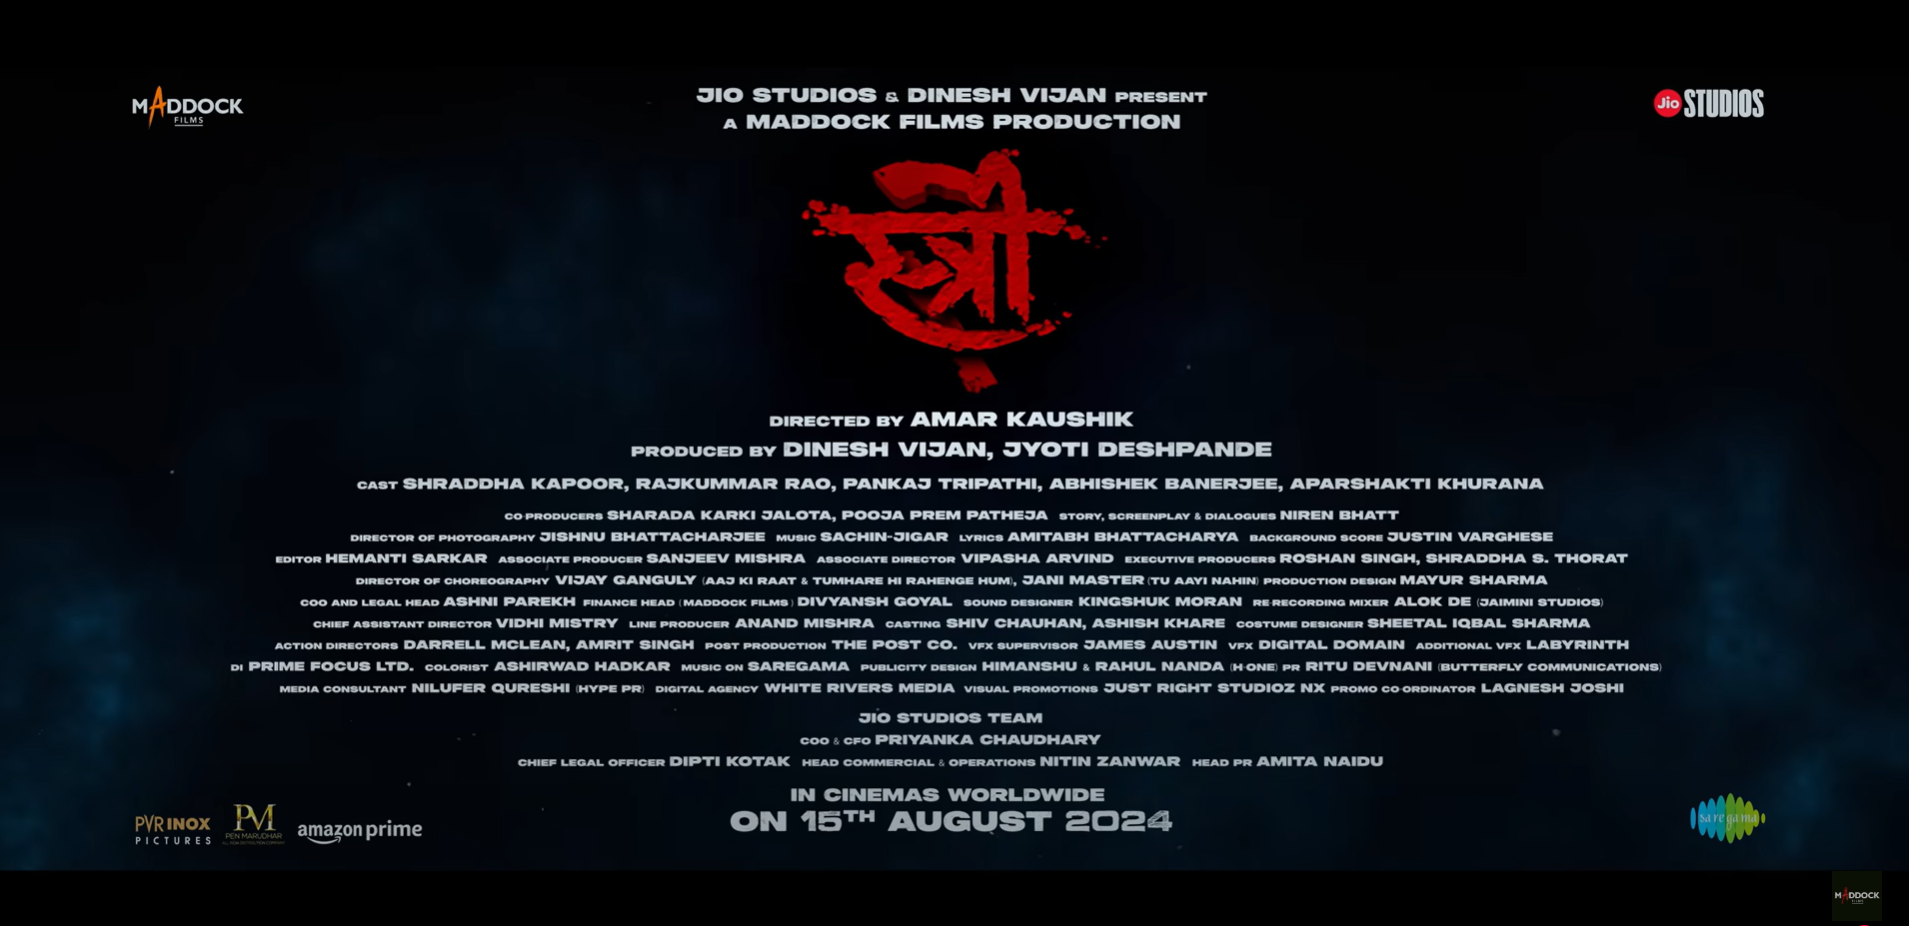 MADDOCK
FILMS
JIO STUDIOS & DINESH VIJAN PRESENT
A MADDOCK FILMS PRODUCTION
Jio STUDIOS
स्त्री
DIRECTED BY AMAR KAUSHIK
PRODUCED BY DINESH VIJAN, JYOTI DESHPANDE
CAST SHRADDHA KAPOOR, RAJKUMMAR RAO, PANKAJ TRIPATHI, ABHISHEK BANERJEE, APARSHAKTI KHURANA
CO PRODUCERS SHARADA KARKI JALOTA, POOJA PREM PATHEJA STORY, SCREENPLAY & DIALOGUES NIREN BHATT
DIRECTOR OF PHOTOGRAPHY JISHNU BHATTACHARJEE MUSIC SACHIN-JIGAR LYRICS AMITABH BHATTACHARYA BACKGROUND SCORE JUSTIN VARGHESE
EDITOR HEMANTI SARKAR ASSOCIATE PRODUCER SANJEEV MISHRA ASSOCIATE DIRECTOR VIPASHA ARVIND EXECUTIVE PRODUCERS ROSHAN SINGH, SHRADDHA S. THORAT
DIRECTOR OF CHOREOGRAPHY VIJAY GANGULY (AAJ KI RAAT & TUMHARE HI RAHENGE HUM), JANI MASTER (TU AAYI NAHIN) PRODUCTION DESIGN MAYUR SHARMA
COO AND LEGAL HEAD ASHNI PAREKH FINANCE HEAD (MADDOCK FILMS) DIVYANSH GOYAL SOUND DESIGNER KINGSHUK MORAN RE-RECORDING MIXER ALOK DE (JAIMINI STUDIOS)
CHIEF ASSISTANT DIRECTOR VIDHI MISTRY LINE PRODUCER ANAND MISHRA CASTING SHIV CHAUHAN, ASHISH KHARE COSTUME DESIGNER SHEETAL IQBAL SHARMA
ACTION DIRECTORS DARRELL MCLEAN, AMRIT SINGH POST PRODUCTION THE POST CO. VFX SUPERVISOR JAMES AUSTIN VFX DIGITAL DOMAIN ADDITIONAL VFX LABYRINTH
DI PRIME FOCUS LTD. COLORIST ASHIRWAD HADKAR MUSIC ON SAREGAMA PUBLICITY DESIGN HIMANSHU & RAHUL NANDA (H-ONE) PR RITU DEVNANI (BUTTERFLY COMMUNICATIONS)
MEDIA CONSULTANT NILUFER QURESHI (HYPE PR) DIGITAL AGENCY WHITE RIVERS MEDIA VISUAL PROMOTIONS JUST RIGHT STUDIOZ NX PROMO CO-ORDINATOR LAGNESH JOSHI
JIO STUDIOS TEAM
COO & CFO PRIYANKA CHAUDHARY
CHIEF LEGAL OFFICER DIPTI KOTAK HEAD COMMERCIAL & OPERATIONS NITIN ZANWAR HEAD PR AMITA NAIDU
IN CINEMAS WORLDWIDE
ON 15TH AUGUST 2024
PVR INOX
PICTURES
PM
PEN MARUDHAR
amazon prime
sa re ga ma
MADDOCK
FILMS